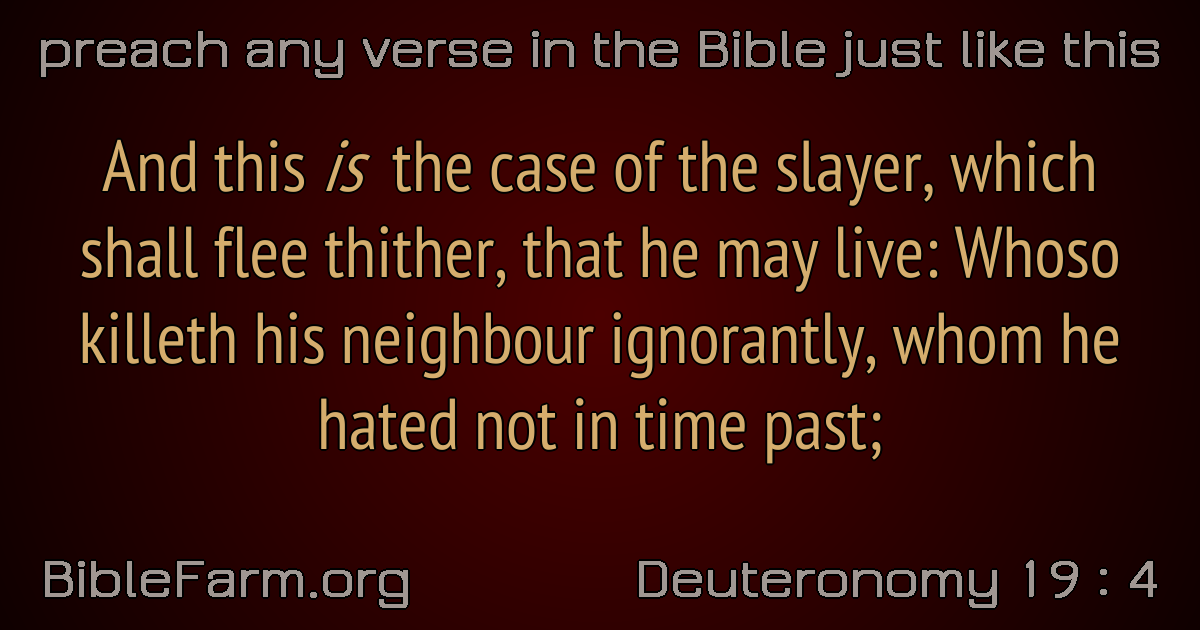 preach any verse in the Bible just like this
And this is the case of the slayer, which
shall flee thither, that he may live: Whoso
killeth his neighbour ignorantly, whom he
hated not in time past;
BibleFarm.org
Deuteronomy 19 : 4